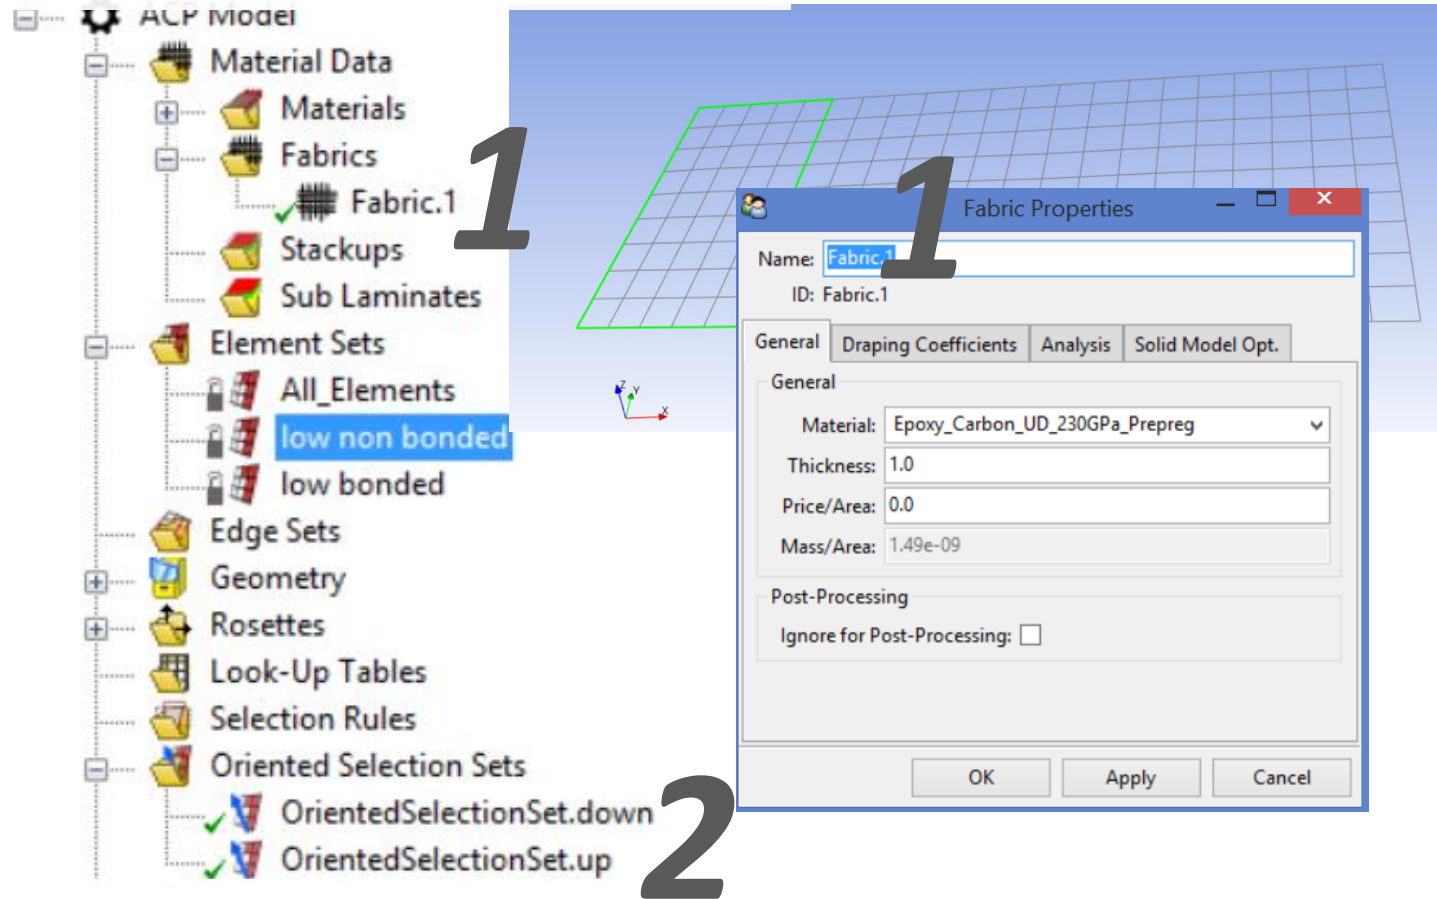 ACP Model
Material Data
Materials
Fabrics
Fabric.1
Stackups
Sub Laminates
Element Sets
All_Elements
low non bonded
low bonded
Edge Sets
Geometry
Rosettes
Look-Up Tables
Selection Rules
Oriented Selection Sets
OrientedSelectionSet.down
OrientedSelectionSet.up
1
2
Z
Y
X
1
Fabric Properties
Name: Fabric.1
ID: Fabric.1
General Draping Coefficients Analysis Solid Model Opt.
General
Material: Epoxy_Carbon_UD_230GPa_Prepreg
Thickness: 1.0
Price/Area: 0.0
Mass/Area: 1.49e-09
Post-Processing
Ignore for Post-Processing:
OK Apply Cancel